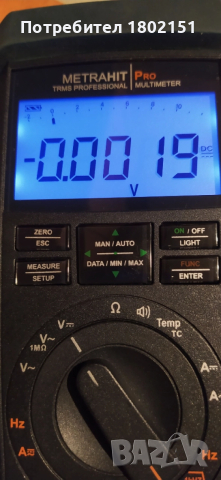 Потребител 1802151
METRAHIT PRO
TRMS PROFESSIONAL MULTIMETER
-0.0019
DC
V
ZERO
ESC
MAN / AUTO
DATA / MIN / MAX
ON / OFF
LIGHT
MEASURE
SETUP
FUNC
ENTER
Ω
Temp
TC
V⎓
V~
1MΩ
V~
Hz
A
A
A
Hz
BAZAR